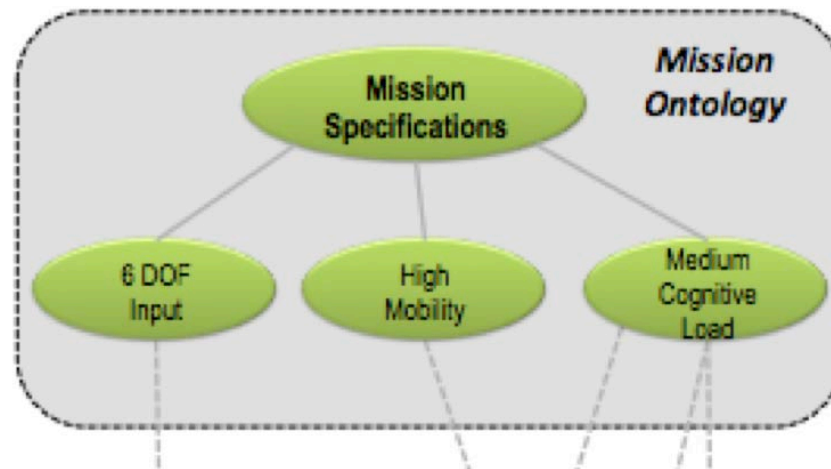 Mission
Ontology
Mission
Specifications
6 DOF
Input
High
Mobility
Medium
Cognitive
Load